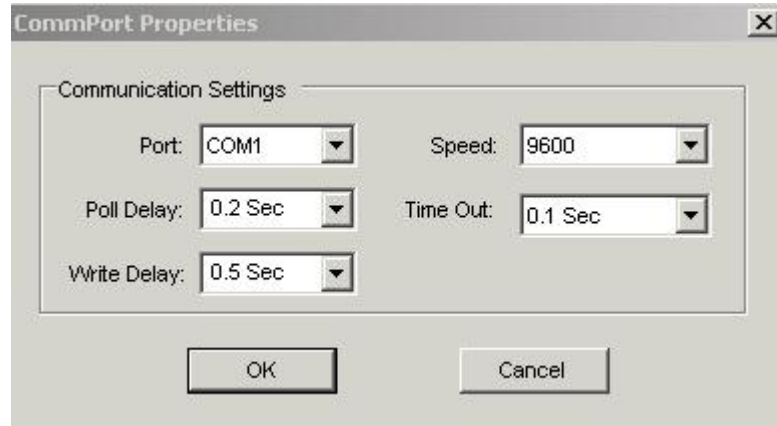 CommPort Properties
Communication Settings
Port: COM1 Speed: 9600
Poll Delay: 0.2 Sec Time Out: 0.1 Sec
Write Delay: 0.5 Sec
OK Cancel